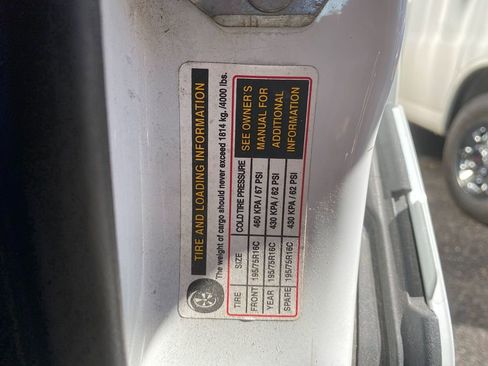 TIRE AND LOADING INFORMATION
The weight of cargo should never exceed 1814 kg. /4000 lbs.
TIRE SIZE COLD TIRE PRESSURE
FRONT 195/75R16C 460 KPA / 67 PSI
YEAR 195/75R16C 430 KPA / 62 PSI
SPARE 195/75R16C 430 KPA / 62 PSI
SEE OWNER'S
MANUAL FOR
ADDITIONAL
INFORMATION